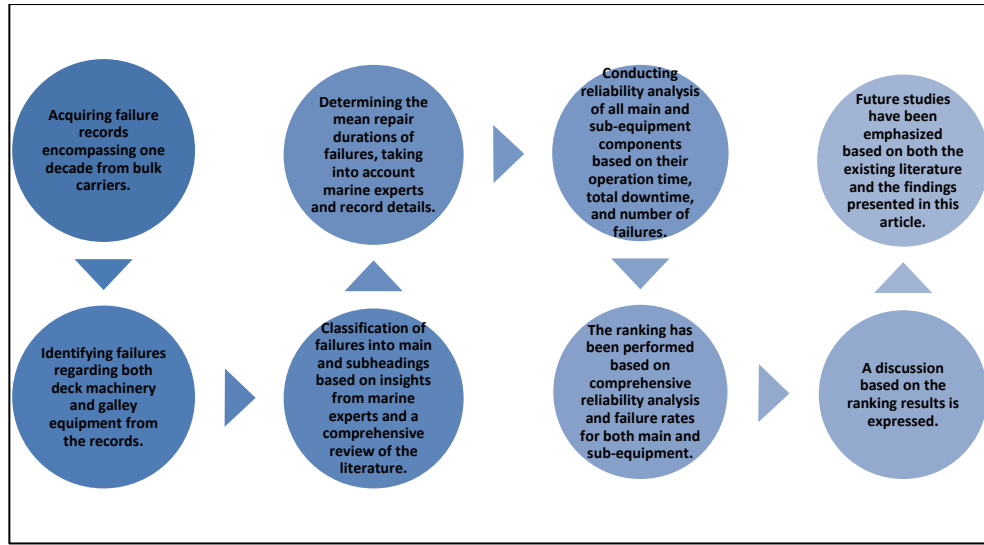 Acquiring failure
records
encompassing one
decade from bulk
carriers.
Identifying failures
regarding both
deck machinery
and galley
equipment from
the records.
Classification of
failures into main
and subheadings
based on insights
from marine
experts and a
comprehensive
review of the
literature.
Determining the
mean repair
durations of
failures, taking
into account
marine experts
and record details.
Conducting
reliability analysis
of all main and
sub-equipment
components
based on their
operation time,
total downtime,
and number of
failures.
The ranking has
been performed
based on
comprehensive
reliability analysis
and failure rates
for both main and
sub-equipment.
A discussion
based on the
ranking results is
expressed.
Future studies
have been
emphasized
based on both the
existing literature
and the findings
presented in this
article.